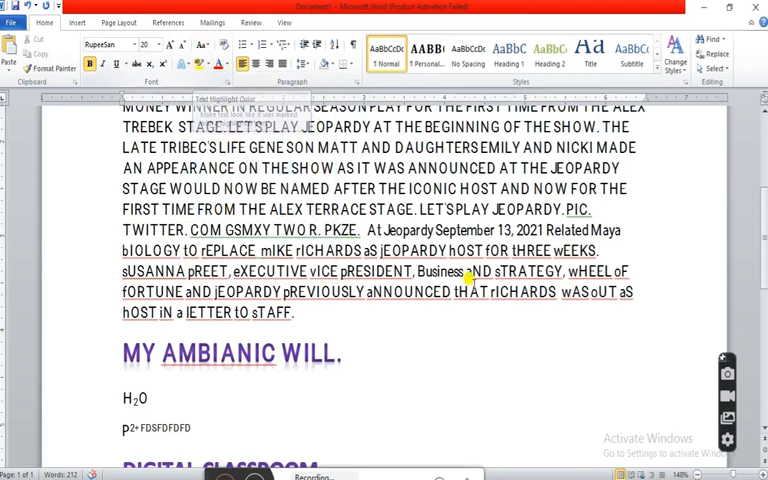 Document1 - Microsoft Word (Product Activation Failed)
File Home Insert Page Layout References Mailings Review View
Cut
Copy
Paste
Format Painter
RupeeSan 20
AaBbCcDc AaBbCcDc AaBbC AaBbCc
¶ Normal ¶ Personal... No Spacing Heading 1 Heading 2 Title Subtitle
Change Styles
Find
Replace
Select
Clipboard Font Paragraph Styles Editing
Text Highlight Color
Make text look like it was marked
MONEY WINNER IN REGULAR SEASON PLAY FOR THE FIRST TIME FROM THE ALEX
TREBEK STAGE.LET'S PLAY JEOPARDY AT THE BEGINNING OF THE SHOW. THE
LATE TRIBEC'S LIFE GENE SON MATT AND DAUGHTERS EMILY AND NICKI MADE
AN APPEARANCE ON THE SHOW AS IT WAS ANNOUNCED AT THE JEOPARDY
STAGE WOULD NOW BE NAMED AFTER THE ICONIC HOST AND NOW FOR THE
FIRST TIME FROM THE ALEX TERRACE STAGE. LET'S PLAY JEOPARDY. PIC.
TWITTER. COM GSMXY TWO R. PKZE. At Jeopardy September 13, 2021 Related Maya
bIOLOGY tO rEPLACE mIKE rICHARDS aS jEOPARDY hOST fOR tHREE wEEKS.
sUSANNA pREET, eXECUTIVE vICE pRESIDENT, Business aND sTRATEGY, wHEEL oF
fORTUNE aND jEOPARDY pREVIOUSLY aNNOUNCED tHAT rICHARDS wAS oUT aS
hOST iN a lETTER tO sTAFF.
MY AMBIANIC WILL.
H₂O
p²⁺ FDSFDFDFD
DIGITAL CLASSROOM
Activate Windows
Go to Settings to activate Windows
Recording...
Page: 1 of 1 Words: 212 148%